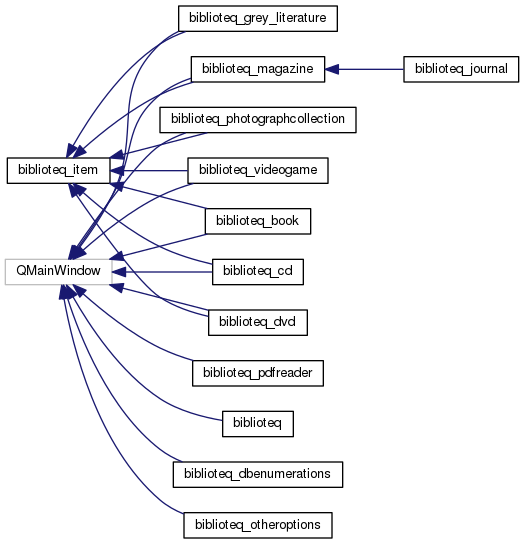 biblioteq_grey_literature
biblioteq_magazine
biblioteq_journal
biblioteq_photographcollection
biblioteq_item
biblioteq_videogame
biblioteq_book
QMainWindow
biblioteq_cd
biblioteq_dvd
biblioteq_pdfreader
biblioteq
biblioteq_dbenumerations
biblioteq_otheroptions